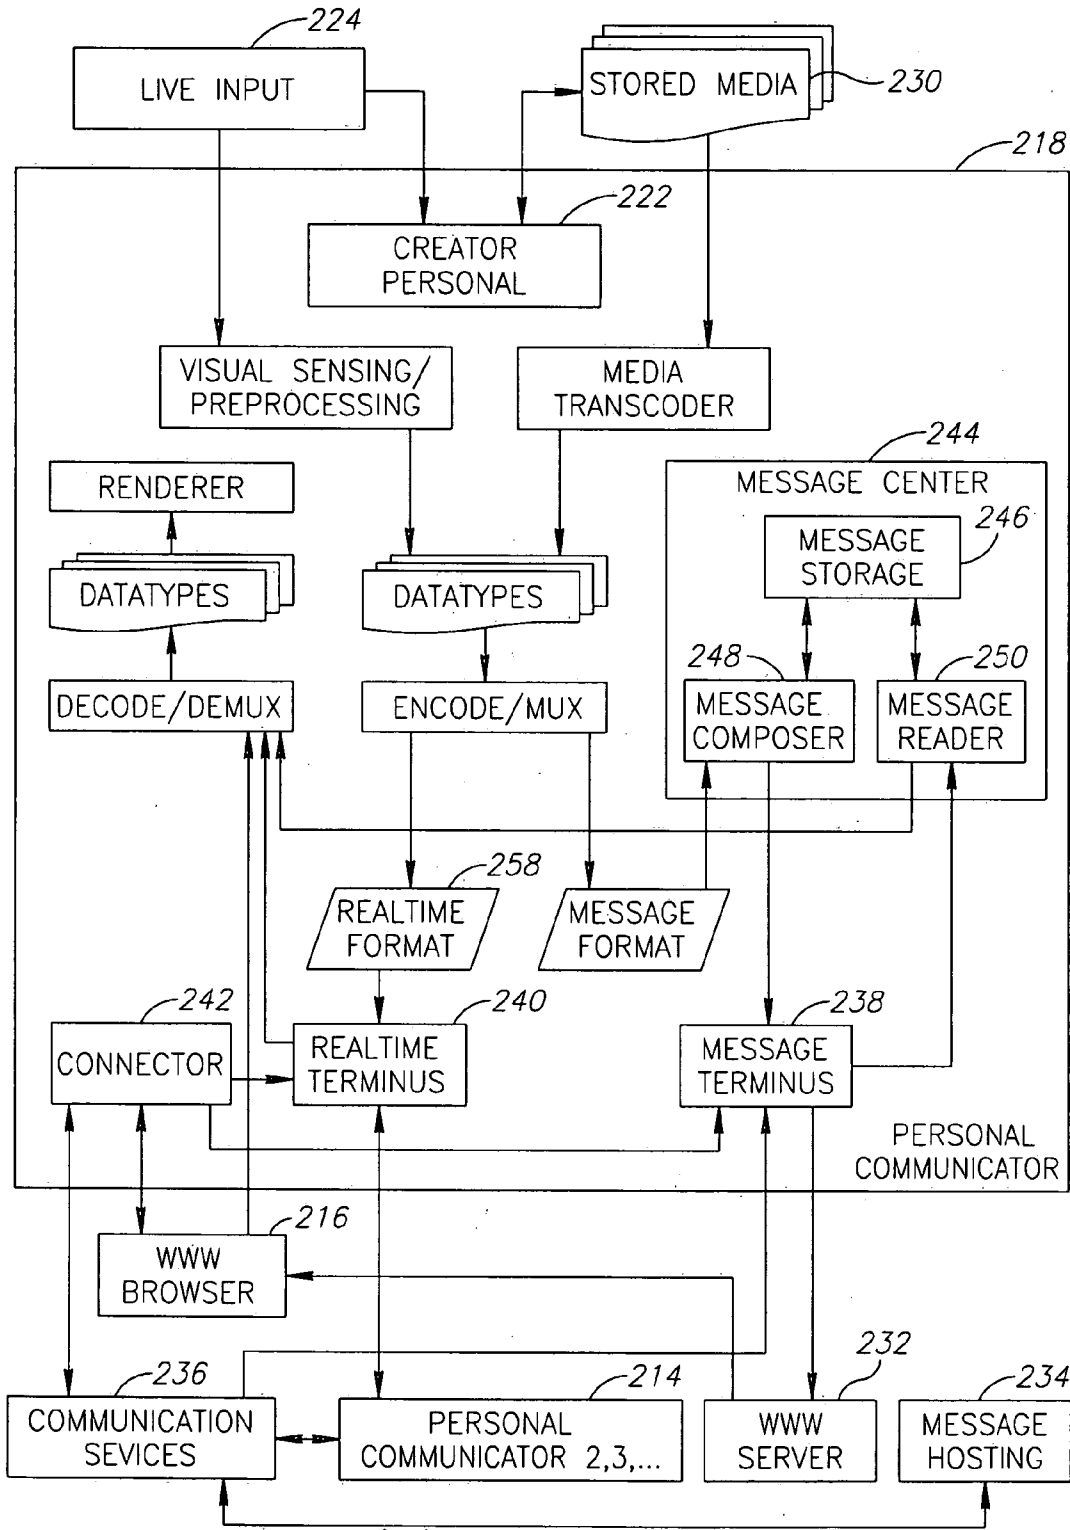 224
LIVE INPUT
STORED MEDIA
230
218
222
CREATOR
PERSONAL
VISUAL SENSING/
PREPROCESSING
MEDIA
TRANSCODER
244
MESSAGE CENTER
RENDERER
246
MESSAGE
STORAGE
DATATYPES
DATATYPES
248
250
DECODE/DEMUX
ENCODE/MUX
MESSAGE
COMPOSER
MESSAGE
READER
258
REALTIME
FORMAT
MESSAGE
FORMAT
242
240
238
CONNECTOR
REALTIME
TERMINUS
MESSAGE
TERMINUS
PERSONAL
COMMUNICATOR
216
WWW
BROWSER
236
214
232
234
COMMUNICATION
SEVICES
PERSONAL
COMMUNICATOR 2,3,...
WWW
SERVER
MESSAGE
HOSTING